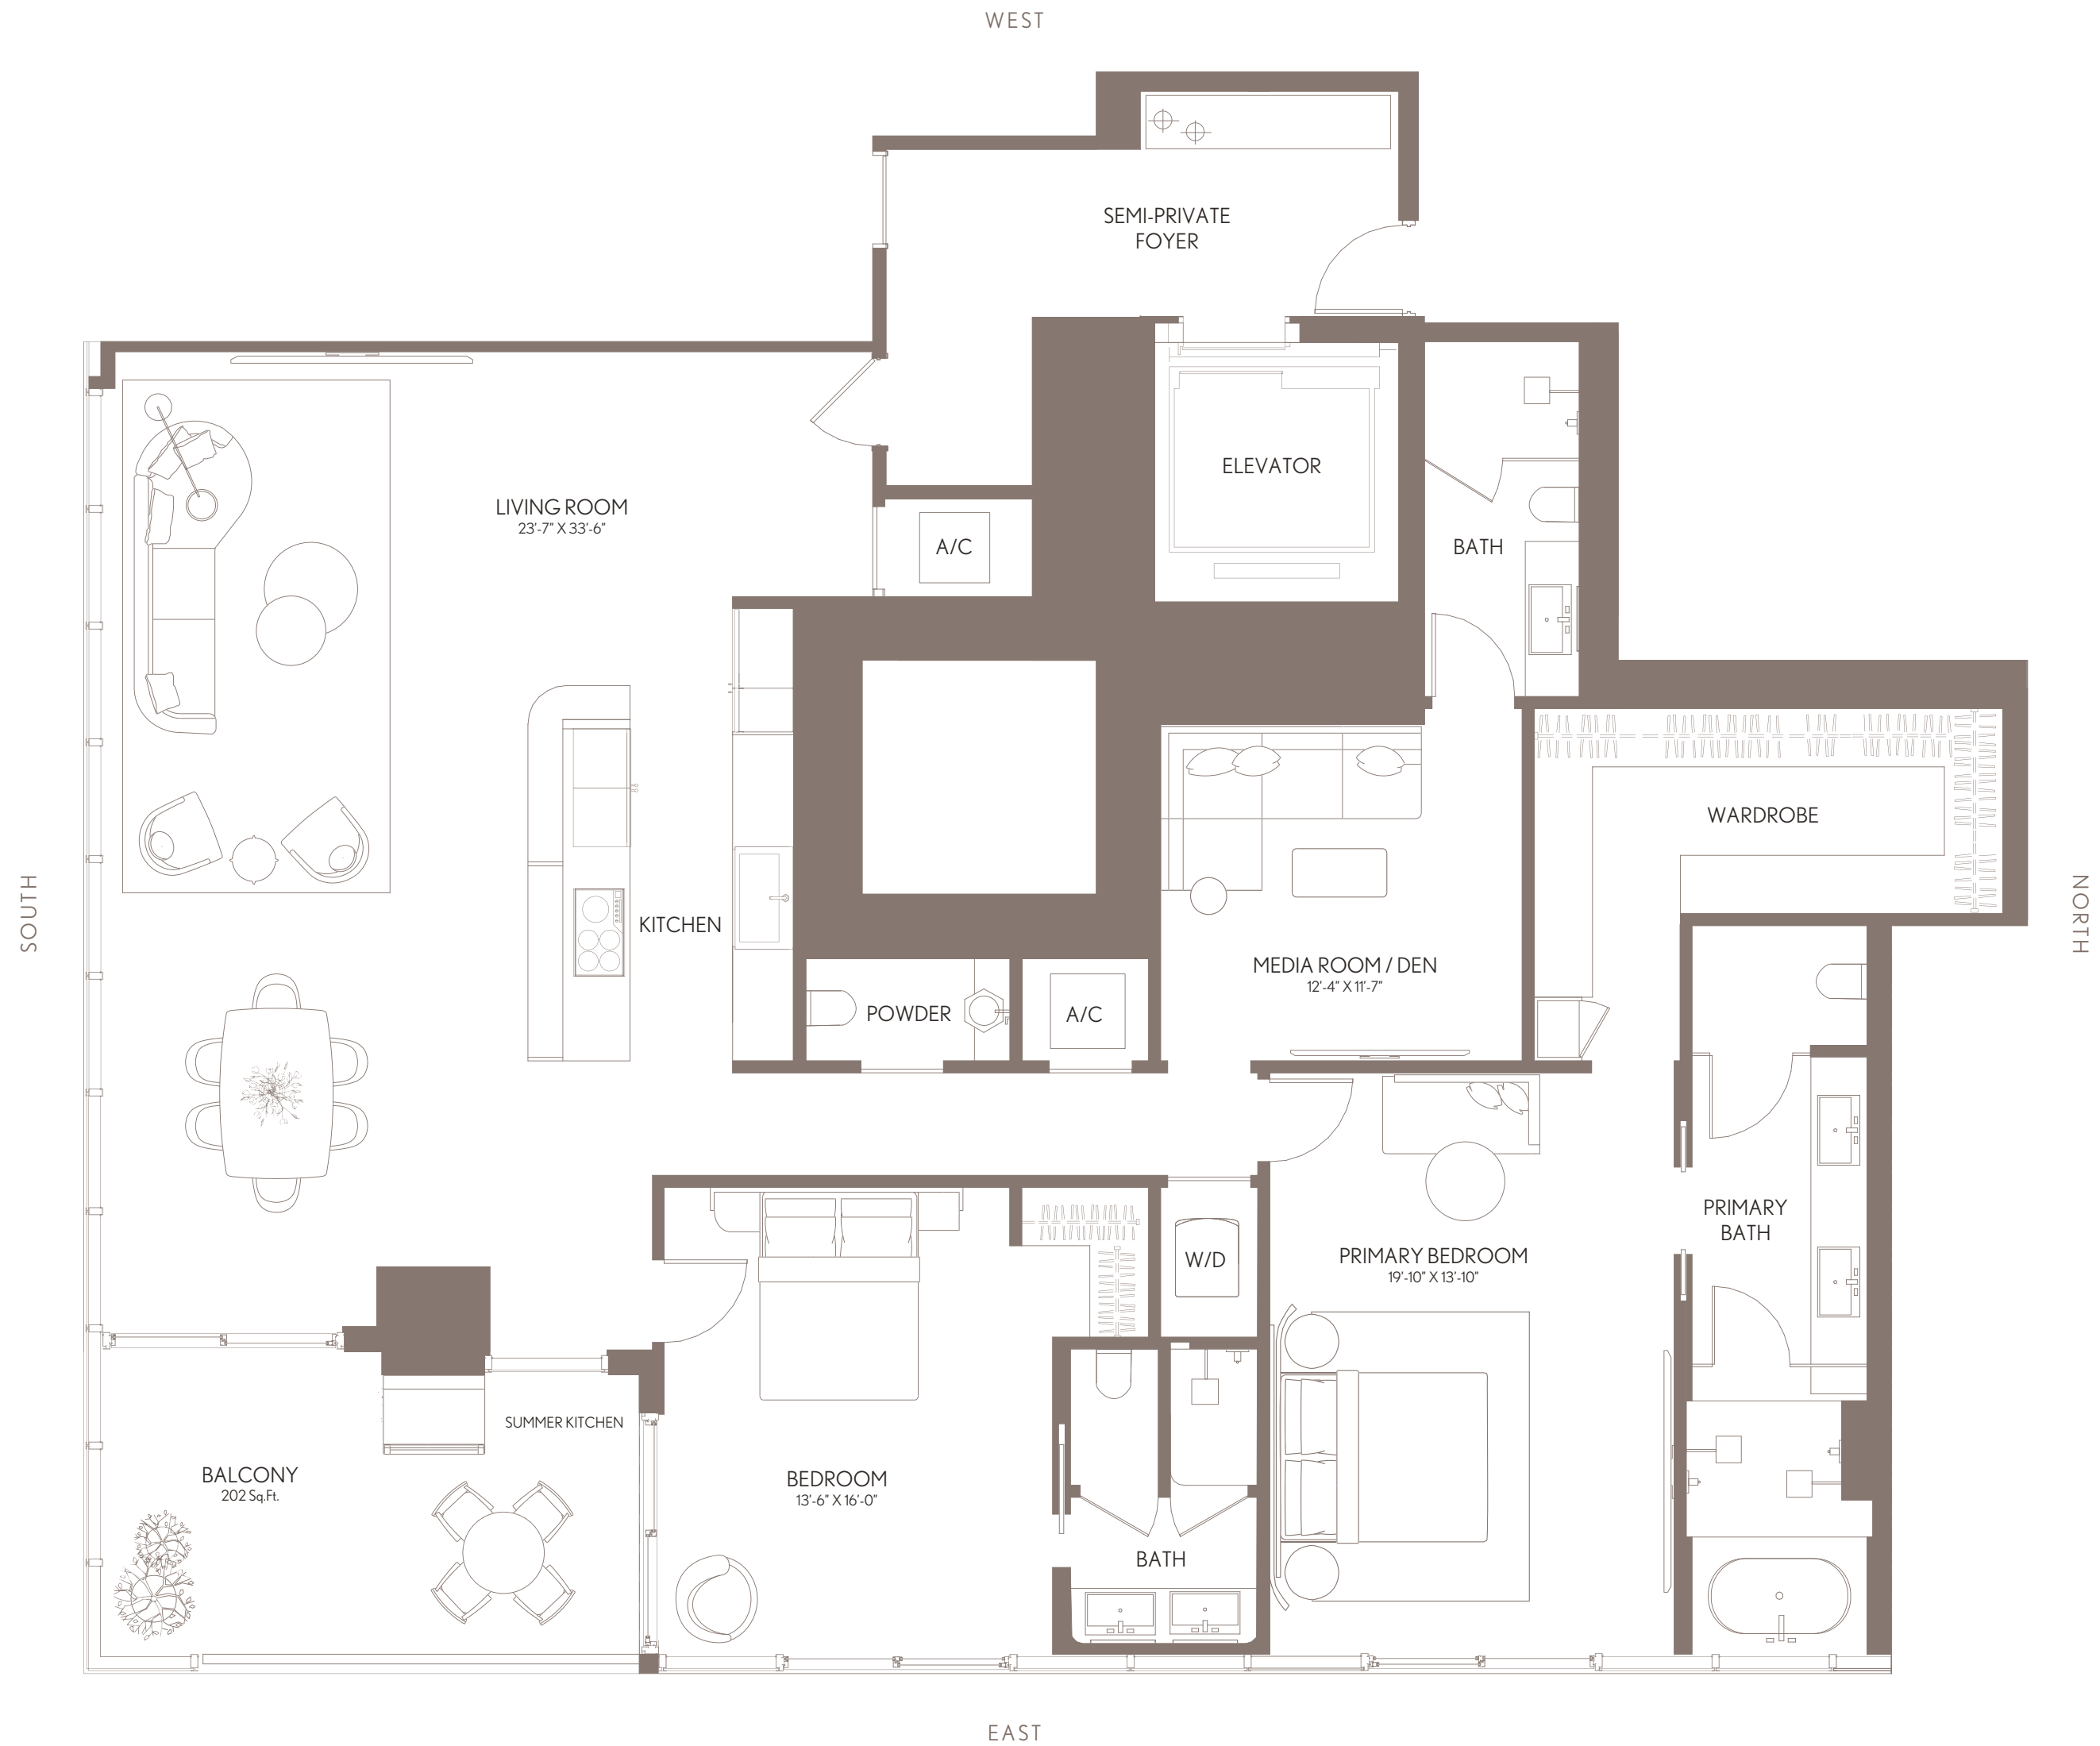 WEST
SEMI-PRIVATE
FOYER
ELEVATOR
LIVING ROOM
23'-7" X 33'-6"
A/C
BATH
WARDROBE
SOUTH
NORTH
KITCHEN
MEDIA ROOM / DEN
12'-4" X 11'-7"
POWDER
A/C
PRIMARY
BATH
W/D
PRIMARY BEDROOM
19'-10" X 13'-10"
SUMMER KITCHEN
BALCONY
202 Sq.Ft.
BEDROOM
13'-6" X 16'-0"
BATH
EAST